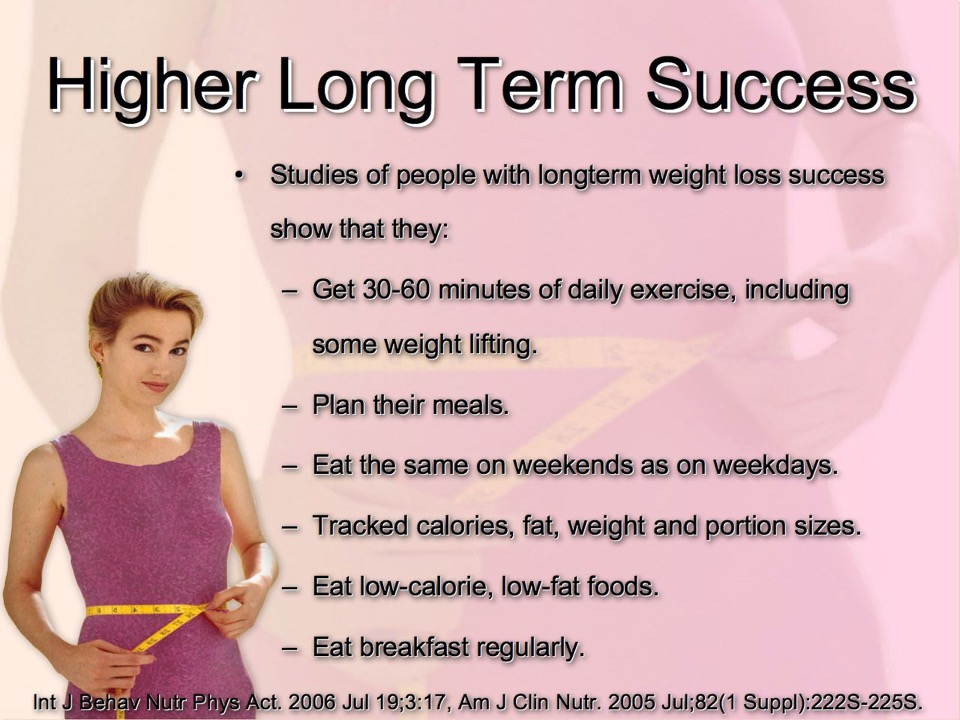 Higher Long Term Success
• Studies of people with longterm weight loss success
show that they:
– Get 30-60 minutes of daily exercise, including
some weight lifting.
– Plan their meals.
– Eat the same on weekends as on weekdays.
– Tracked calories, fat, weight and portion sizes.
– Eat low-calorie, low-fat foods.
– Eat breakfast regularly.
Int J Behav Nutr Phys Act. 2006 Jul 19;3:17, Am J Clin Nutr. 2005 Jul;82(1 Suppl):222S-225S.